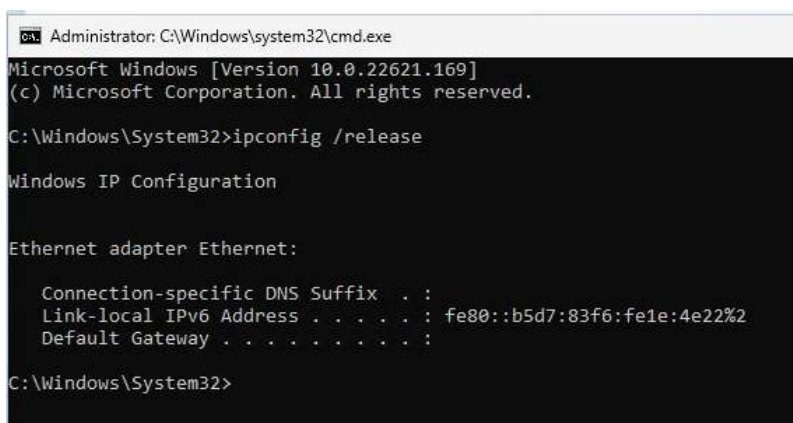 Administrator: C:\Windows\system32\cmd.exe
Microsoft Windows [Version 10.0.22621.169]
(c) Microsoft Corporation. All rights reserved.
C:\Windows\System32>ipconfig /release
Windows IP Configuration
Ethernet adapter Ethernet:
Connection-specific DNS Suffix . :
Link-local IPv6 Address . . . . . : fe80::b5d7:83f6:fe1e:4e22%2
Default Gateway . . . . . . . . . :
C:\Windows\System32>